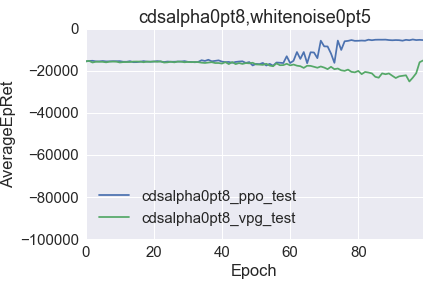 cdsalpha0pt8,whitenoise0pt5
0
−20000
−40000
−60000
−80000
−100000
AverageEpRet
cdsalpha0pt8_ppo_test
cdsalpha0pt8_vpg_test
0 20 40 60 80
Epoch